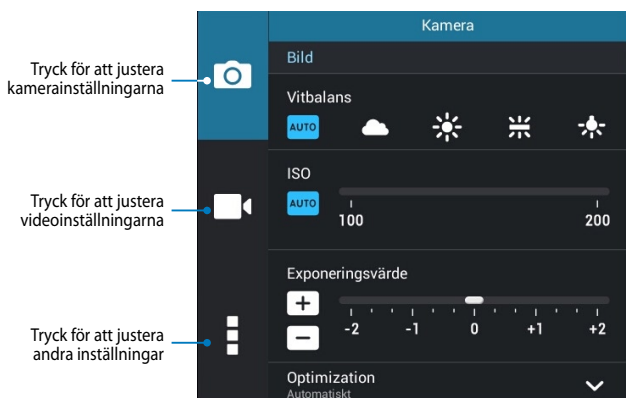 Kamera
Tryck för att justera
kamerainställningarna
Bild
Vitbalans
AUTO
Tryck för att justera
videoinställningarna
ISO
AUTO
100 200
Exponeringsvärde
-2 -1 0 +1 +2
Tryck för att justera
andra inställningar
Optimization
Automatiskt